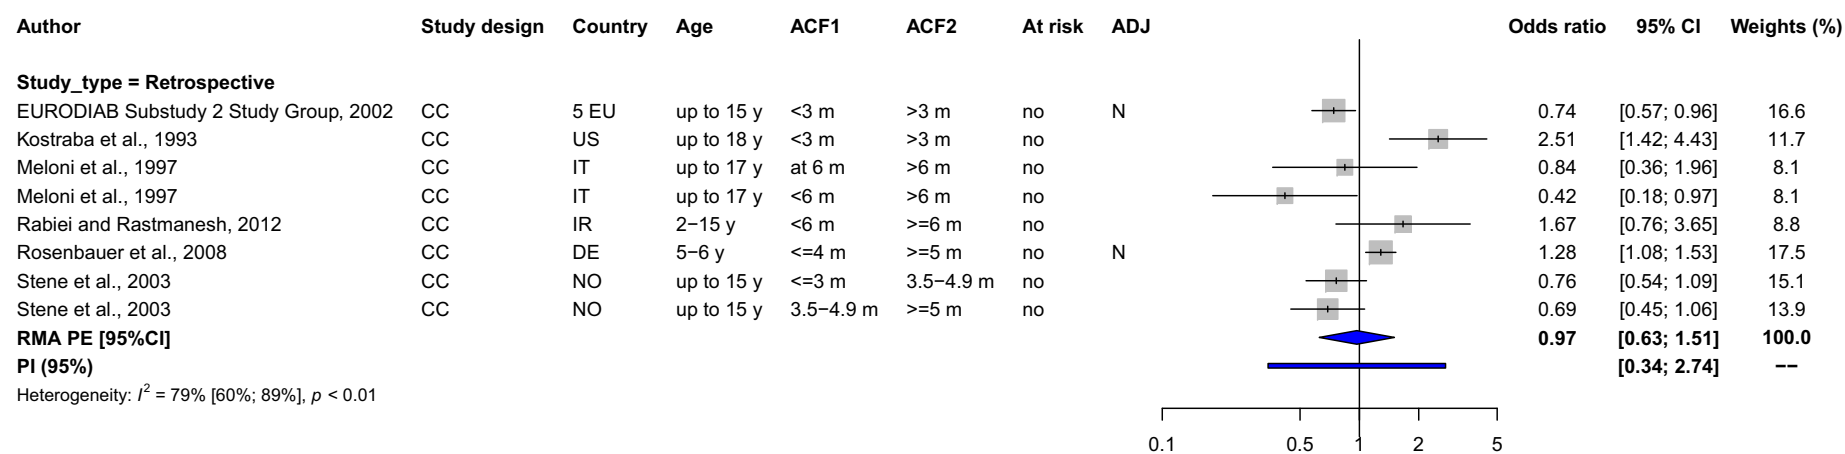 Author Study design Country Age ACF1 ACF2 At risk ADJ Odds ratio 95% CI Weights (%)
Study_type = Retrospective
EURODIAB Substudy 2 Study Group, 2002 CC 5 EU up to 15 y <3 m >3 m no N 0.74 [0.57; 0.96] 16.6
Kostraba et al., 1993 CC US up to 18 y <3 m >3 m no 2.51 [1.42; 4.43] 11.7
Meloni et al., 1997 CC IT up to 17 y at 6 m >6 m no 0.84 [0.36; 1.96] 8.1
Meloni et al., 1997 CC IT up to 17 y <6 m >6 m no 0.42 [0.18; 0.97] 8.1
Rabiei and Rastmanesh, 2012 CC IR 2−15 y <6 m >=6 m no 1.67 [0.76; 3.65] 8.8
Rosenbauer et al., 2008 CC DE 5−6 y <=4 m >=5 m no N 1.28 [1.08; 1.53] 17.5
Stene et al., 2003 CC NO up to 15 y <=3 m 3.5−4.9 m no 0.76 [0.54; 1.09] 15.1
Stene et al., 2003 CC NO up to 15 y 3.5−4.9 m >=5 m no 0.69 [0.45; 1.06] 13.9
RMA PE [95%CI] 0.97 [0.63; 1.51] 100.0
PI (95%) [0.34; 2.74] −−
Heterogeneity: I² = 79% [60%; 89%], p < 0.01
0.1 0.5 1 2 5